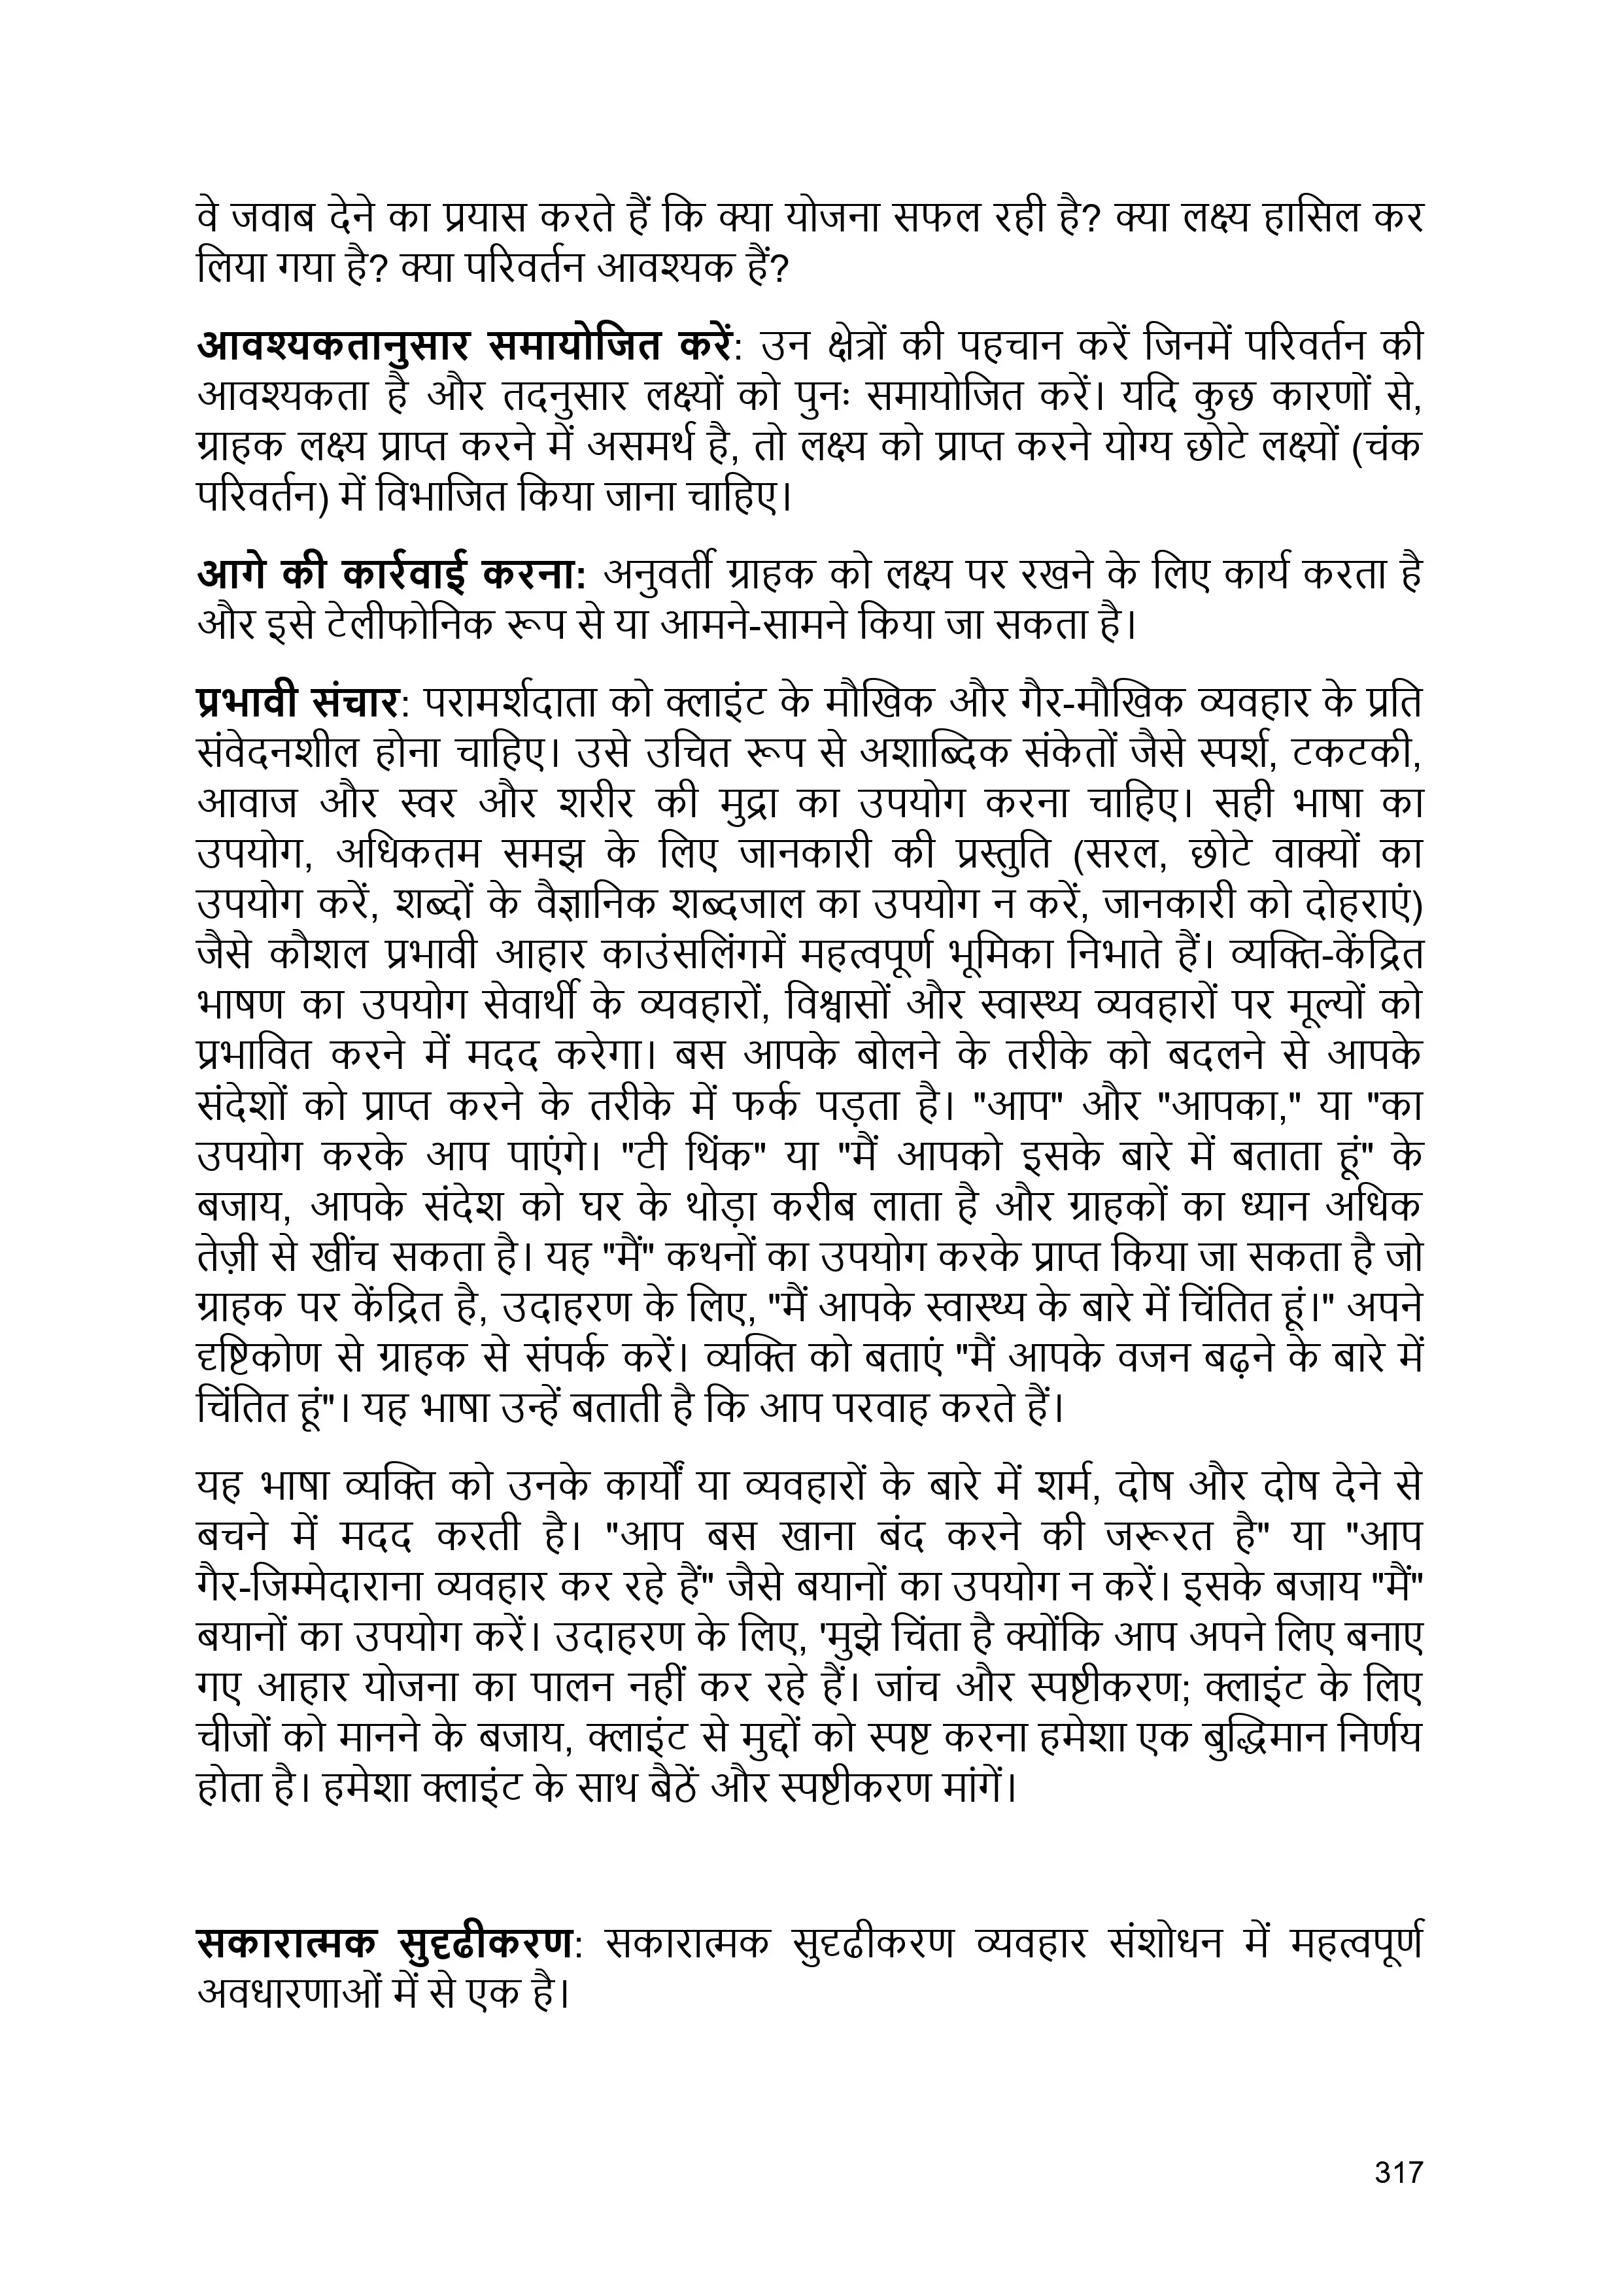 वे जवाब देने का प्रयास करते हैं कि क्या योजना सफल रही है? क्या लक्ष्य हासिल कर
लिया गया है? क्या परिवर्तन आवश्यक हैं?
आवश्यकतानुसार समायोजित करें: उन क्षेत्रों की पहचान करें जिनमें परिवर्तन की
आवश्यकता है और तदनुसार लक्ष्यों को पुनः समायोजित करें। यदि कुछ कारणों से,
ग्राहक लक्ष्य प्राप्त करने में असमर्थ है, तो लक्ष्य को प्राप्त करने योग्य छोटे लक्ष्यों (चंक
परिवर्तन) में विभाजित किया जाना चाहिए।
आगे की कार्रवाई करना: अनुवर्ती ग्राहक को लक्ष्य पर रखने के लिए कार्य करता है
और इसे टेलीफोनिक रूप से या आमने-सामने किया जा सकता है।
प्रभावी संचार: परामर्शदाता को क्लाइंट के मौखिक और गैर-मौखिक व्यवहार के प्रति
संवेदनशील होना चाहिए। उसे उचित रूप से अशाब्दिक संकेतों जैसे स्पर्श, टकटकी,
आवाज और स्वर और शरीर की मुद्रा का उपयोग करना चाहिए। सही भाषा का
उपयोग, अधिकतम समझ के लिए जानकारी की प्रस्तुति (सरल, छोटे वाक्यों का
उपयोग करें, शब्दों के वैज्ञानिक शब्दजाल का उपयोग न करें, जानकारी को दोहराएं)
जैसे कौशल प्रभावी आहार काउंसलिंगमें महत्वपूर्ण भूमिका निभाते हैं। व्यक्ति-केंद्रित
भाषण का उपयोग सेवार्थी के व्यवहारों, विश्वासों और स्वास्थ्य व्यवहारों पर मूल्यों को
प्रभावित करने में मदद करेगा। बस आपके बोलने के तरीके को बदलने से आपके
संदेशों को प्राप्त करने के तरीके में फर्क पड़ता है। "आप" और "आपका," या "का
उपयोग करके आप पाएंगे। "टी थिंक" या "मैं आपको इसके बारे में बताता हूं" के
बजाय, आपके संदेश को घर के थोड़ा करीब लाता है और ग्राहकों का ध्यान अधिक
तेज़ी से खींच सकता है। यह "मैं" कथनों का उपयोग करके प्राप्त किया जा सकता है जो
ग्राहक पर केंद्रित है, उदाहरण के लिए, "मैं आपके स्वास्थ्य के बारे में चिंतित हूं।" अपने
दृष्टिकोण से ग्राहक से संपर्क करें। व्यक्ति को बताएं "मैं आपके वजन बढ़ने के बारे में
चिंतित हूं"। यह भाषा उन्हें बताती है कि आप परवाह करते हैं।
यह भाषा व्यक्ति को उनके कार्यों या व्यवहारों के बारे में शर्म, दोष और दोष देने से
बचने में मदद करती है। "आप बस खाना बंद करने की जरूरत है" या "आप
गैर-जिम्मेदाराना व्यवहार कर रहे हैं" जैसे बयानों का उपयोग न करें। इसके बजाय "मैं"
बयानों का उपयोग करें। उदाहरण के लिए, 'मुझे चिंता है क्योंकि आप अपने लिए बनाए
गए आहार योजना का पालन नहीं कर रहे हैं। जांच और स्पष्टीकरण; क्लाइंट के लिए
चीजों को मानने के बजाय, क्लाइंट से मुद्दों को स्पष्ट करना हमेशा एक बुद्धिमान निर्णय
होता है। हमेशा क्लाइंट के साथ बैठें और स्पष्टीकरण मांगें।
सकारात्मक सुदृढीकरण: सकारात्मक सुदृढीकरण व्यवहार संशोधन में महत्वपूर्ण
अवधारणाओं में से एक है।
317